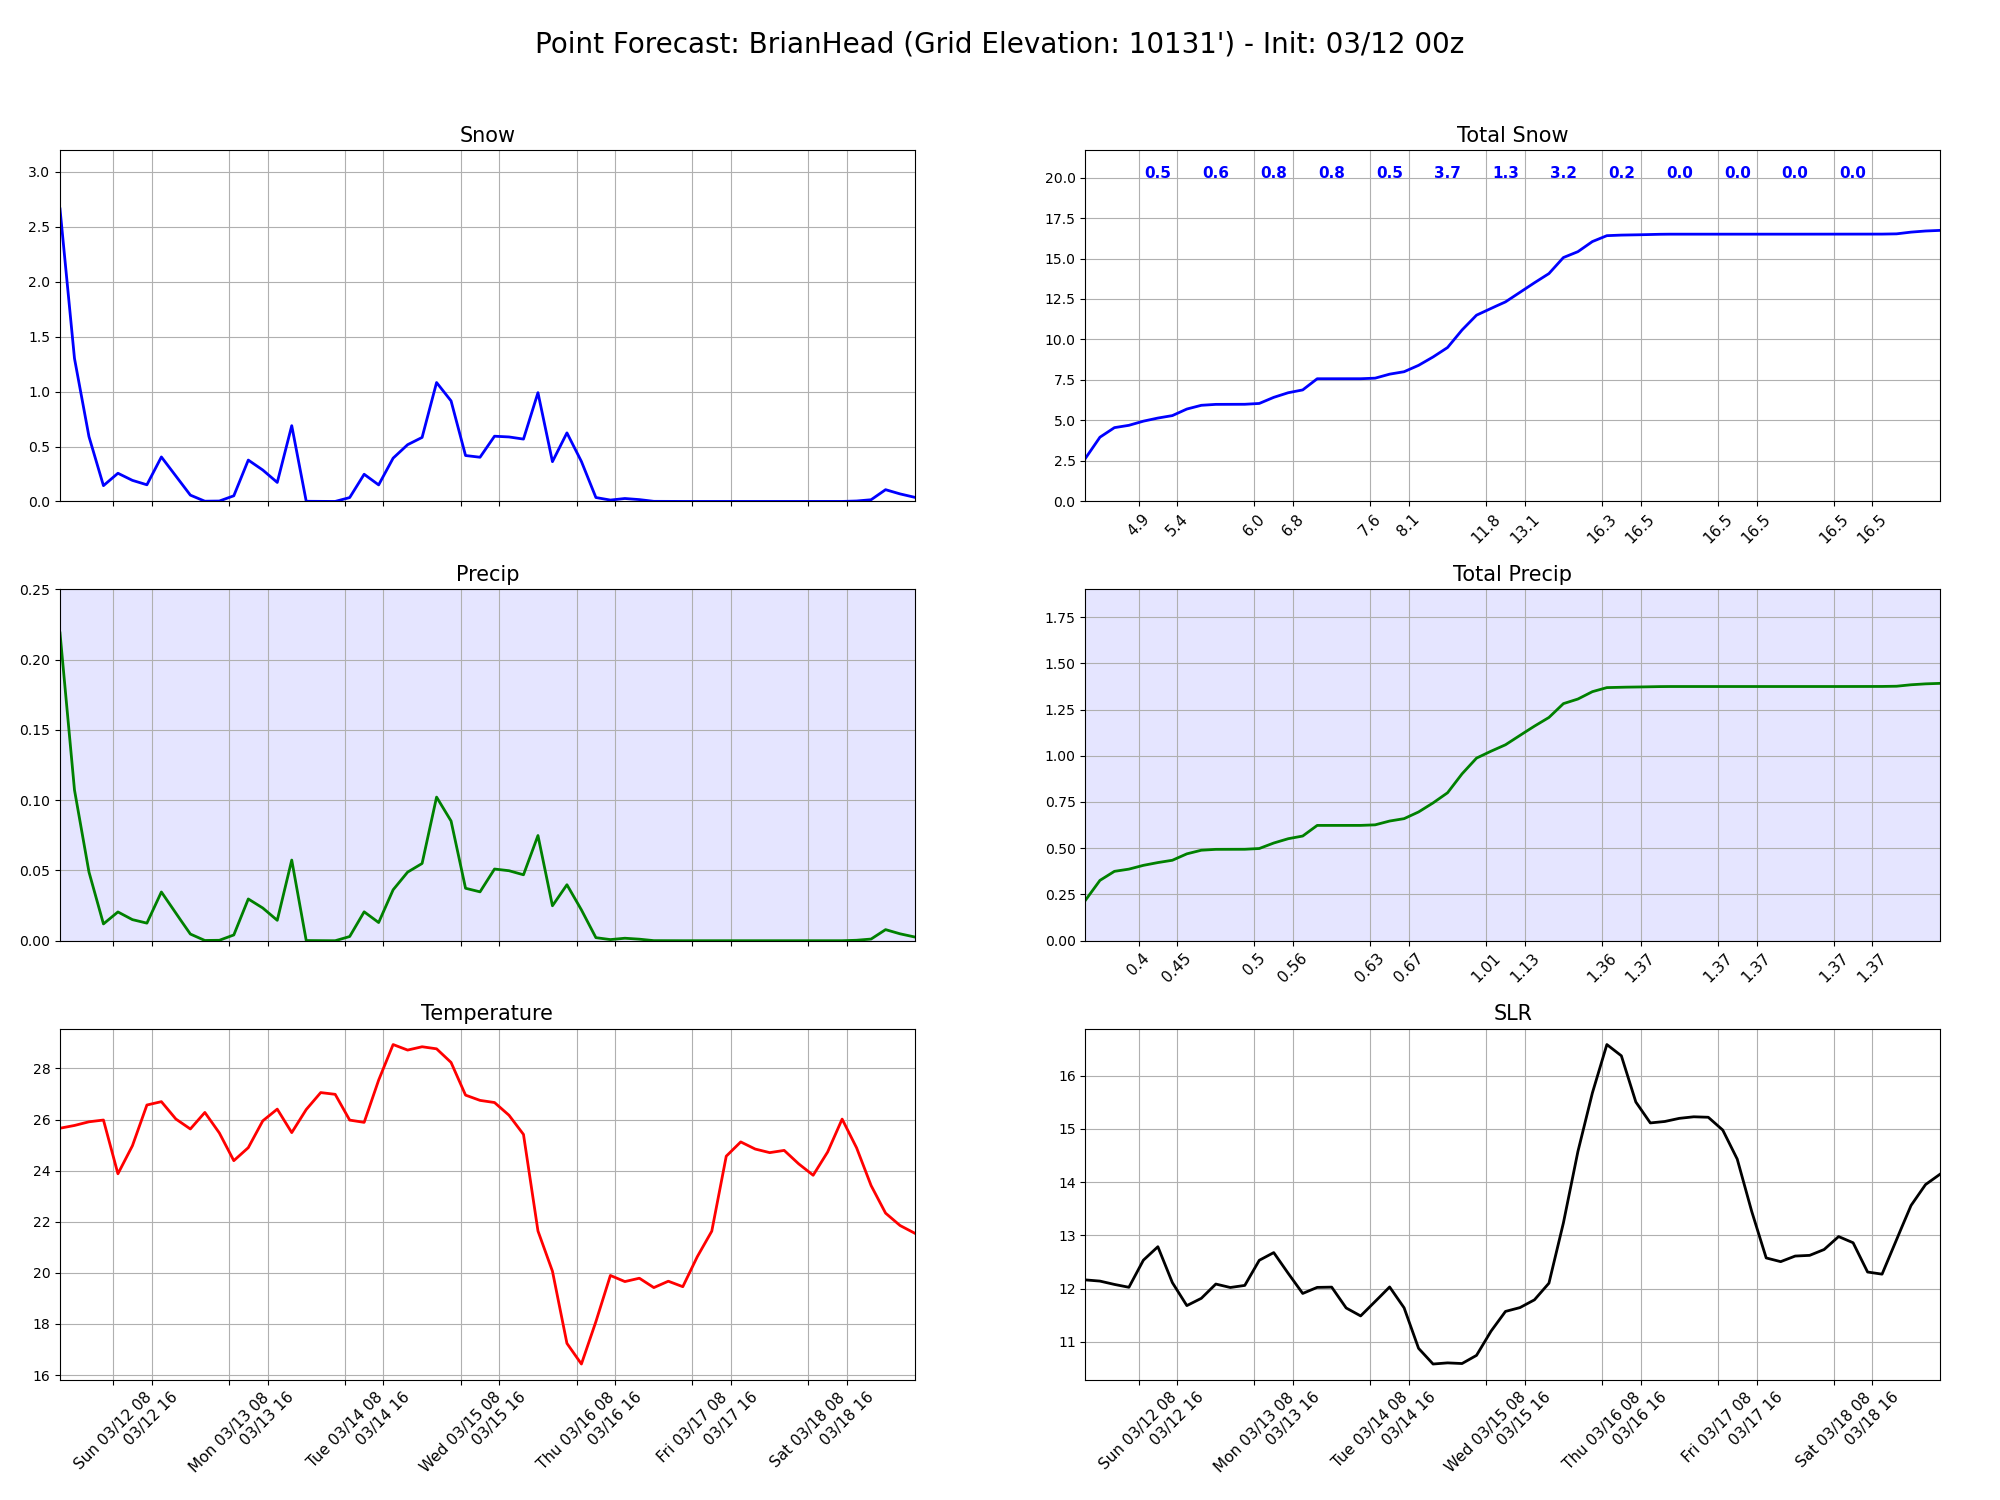 Point Forecast: BrianHead (Grid Elevation: 10131') - Init: 03/12 00z
Snow
3.0
2.5
2.0
1.5
1.0
0.5
0.0
Total Snow
0.5 0.6 0.8 0.8 0.5 3.7 1.3 3.2 0.2 0.0 0.0 0.0 0.0
20.0
17.5
15.0
12.5
10.0
7.5
5.0
2.5
0.0
4.9 5.4 6.0 6.8 7.6 8.1 11.8 13.1 16.3 16.5 16.5 16.5 16.5 16.5
Precip
0.25
0.20
0.15
0.10
0.05
0.00
Total Precip
1.75
1.50
1.25
1.00
0.75
0.50
0.25
0.00
0.4 0.45 0.5 0.56 0.63 0.67 1.01 1.13 1.36 1.37 1.37 1.37 1.37 1.37
Temperature
28
26
24
22
20
18
16
Sun 03/12 08
03/12 16
Mon 03/13 08
03/13 16
Tue 03/14 08
03/14 16
Wed 03/15 08
03/15 16
Thu 03/16 08
03/16 16
Fri 03/17 08
03/17 16
Sat 03/18 08
03/18 16
SLR
16
15
14
13
12
11
Sun 03/12 08
03/12 16
Mon 03/13 08
03/13 16
Tue 03/14 08
03/14 16
Wed 03/15 08
03/15 16
Thu 03/16 08
03/16 16
Fri 03/17 08
03/17 16
Sat 03/18 08
03/18 16